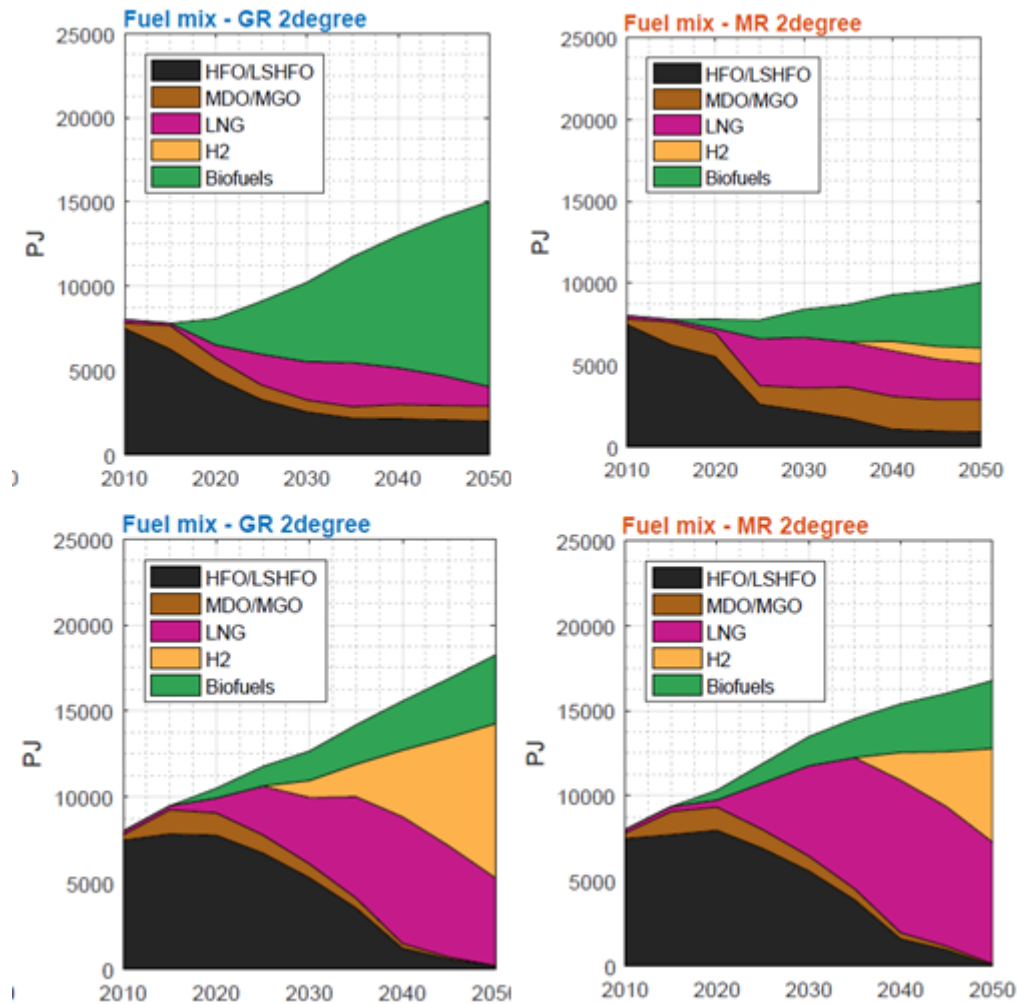 Fuel mix - GR 2degree
25000
20000
15000
10000
5000
0
PJ
HFO/LSHFO
MDO/MGO
LNG
H2
Biofuels
2010 2020 2030 2040 2050
Fuel mix - MR 2degree
25000
20000
15000
10000
5000
0
PJ
HFO/LSHFO
MDO/MGO
LNG
H2
Biofuels
2010 2020 2030 2040 2050
Fuel mix - GR 2degree
25000
20000
15000
10000
5000
0
PJ
HFO/LSHFO
MDO/MGO
LNG
H2
Biofuels
2010 2020 2030 2040 2050
Fuel mix - MR 2degree
25000
20000
15000
10000
5000
0
PJ
HFO/LSHFO
MDO/MGO
LNG
H2
Biofuels
2010 2020 2030 2040 2050